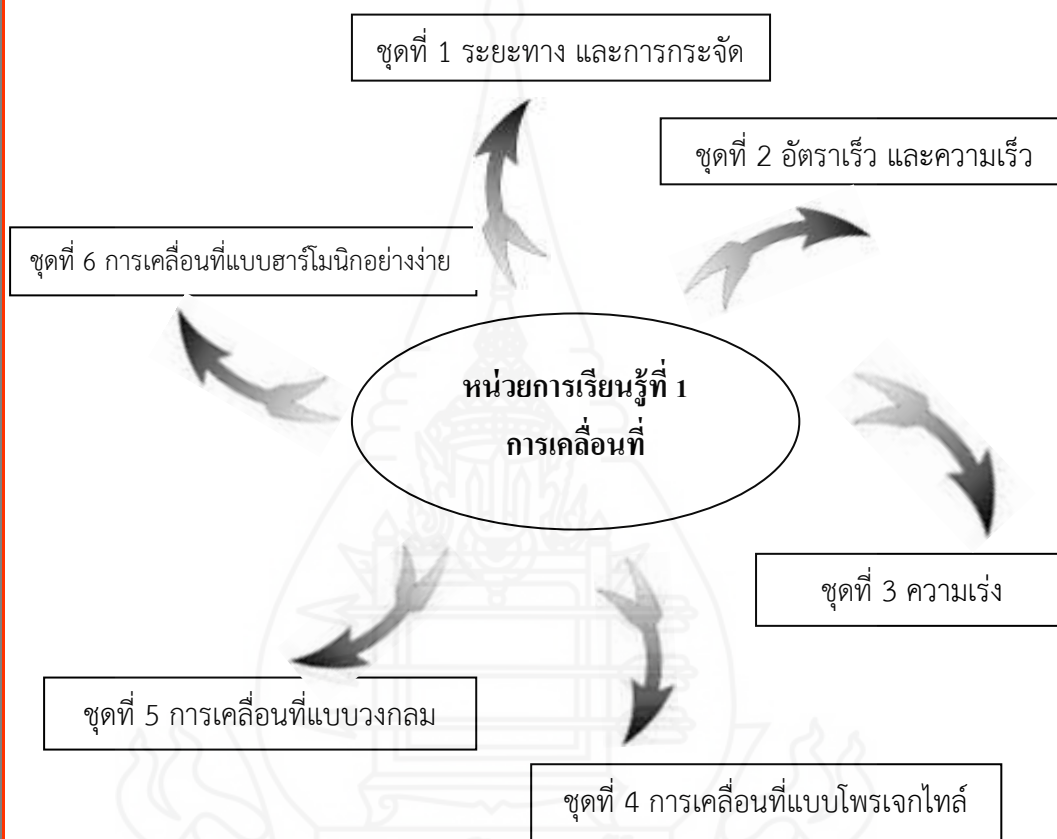 ชุดที่ 1 ระยะทาง และการกระจัด
ชุดที่ 2 อัตราเร็ว และความเร็ว
ชุดที่ 6 การเคลื่อนที่แบบฮาร์โมนิกอย่างง่าย
หน่วยการเรียนรู้ที่ 1
การเคลื่อนที่
ชุดที่ 3 ความเร่ง
ชุดที่ 5 การเคลื่อนที่แบบวงกลม
ชุดที่ 4 การเคลื่อนที่แบบโพรเจกไทล์